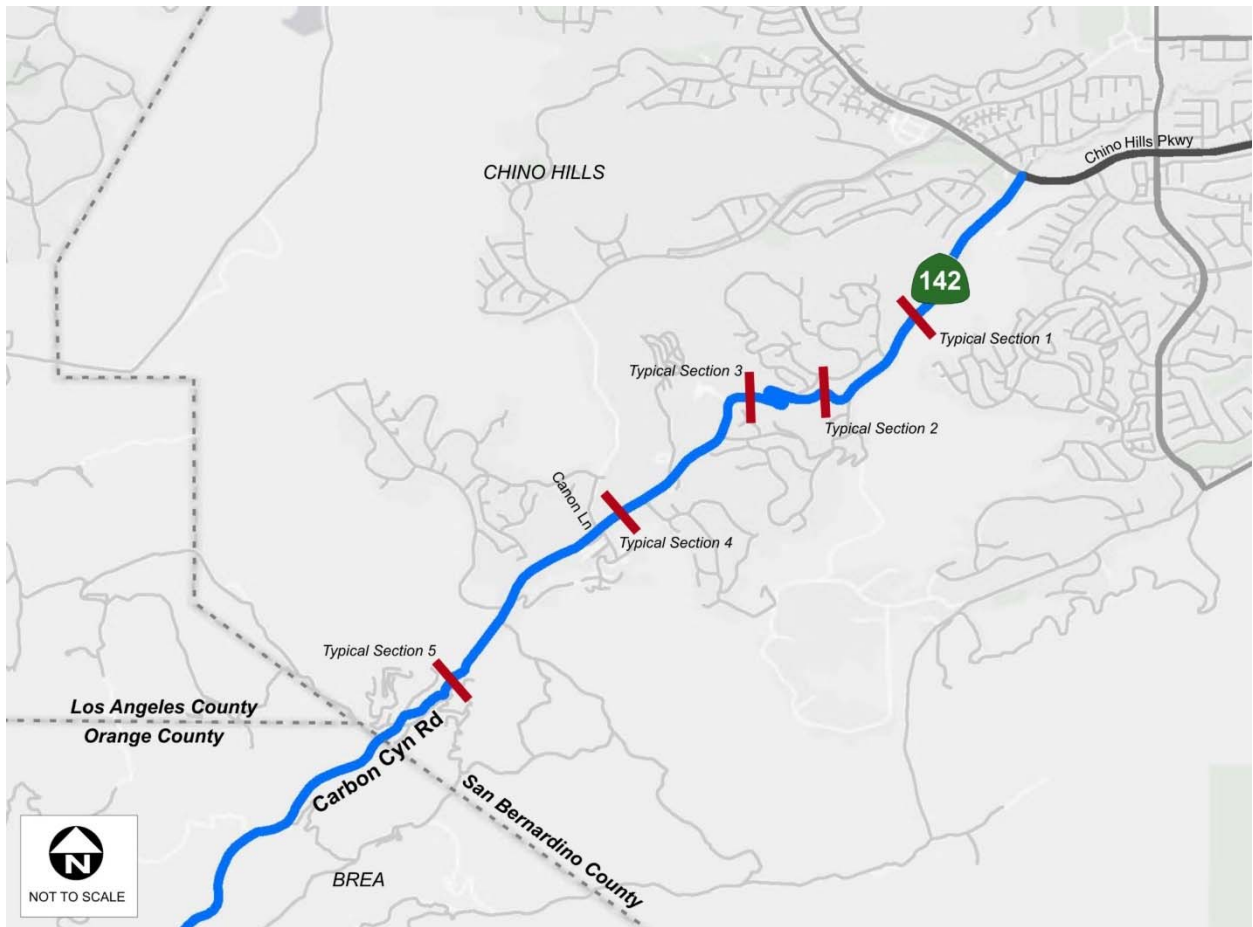 Chino Hills Pkwy
CHINO HILLS
142
Typical Section 1
Typical Section 3
Typical Section 2
Canon Ln
Typical Section 4
Typical Section 5
Los Angeles County
Orange County
Carbon Cyn Rd
San Bernardino County
BREA
N
NOT TO SCALE